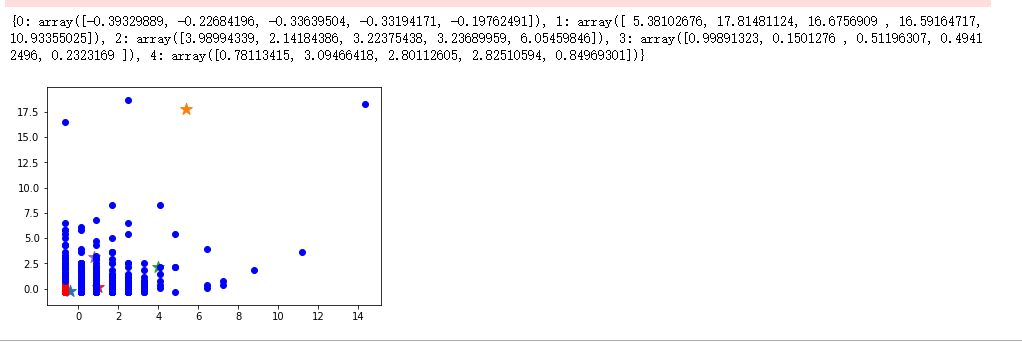 {0: array([-0.39329889, -0.22684196, -0.33639504, -0.33194171, -0.19762491]), 1: array([ 5.38102676, 17.81481124, 16.6756909 , 16.59164717,
10.93355025]), 2: array([3.98994339, 2.14184386, 3.22375438, 3.23689959, 6.05459846]), 3: array([0.99891323, 0.1501276 , 0.51196307, 0.4941
2496, 0.2323169 ]), 4: array([0.78113415, 3.09466418, 2.80112605, 2.82510594, 0.84969301])}
17.5
15.0
12.5
10.0
7.5
5.0
2.5
0.0
0 2 4 6 8 10 12 14